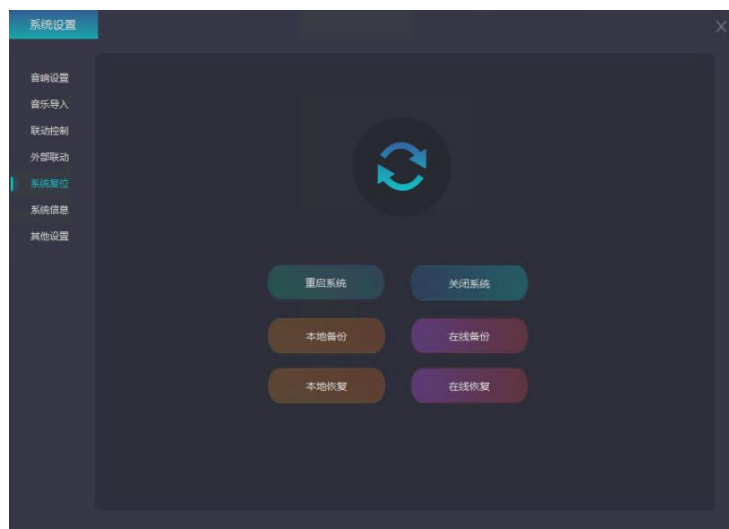 系统设置
音响设置
音乐导入
联动控制
外部联动
系统复位
系统信息
其他设置
重启系统 关闭系统
本地备份 在线备份
本地恢复 在线恢复